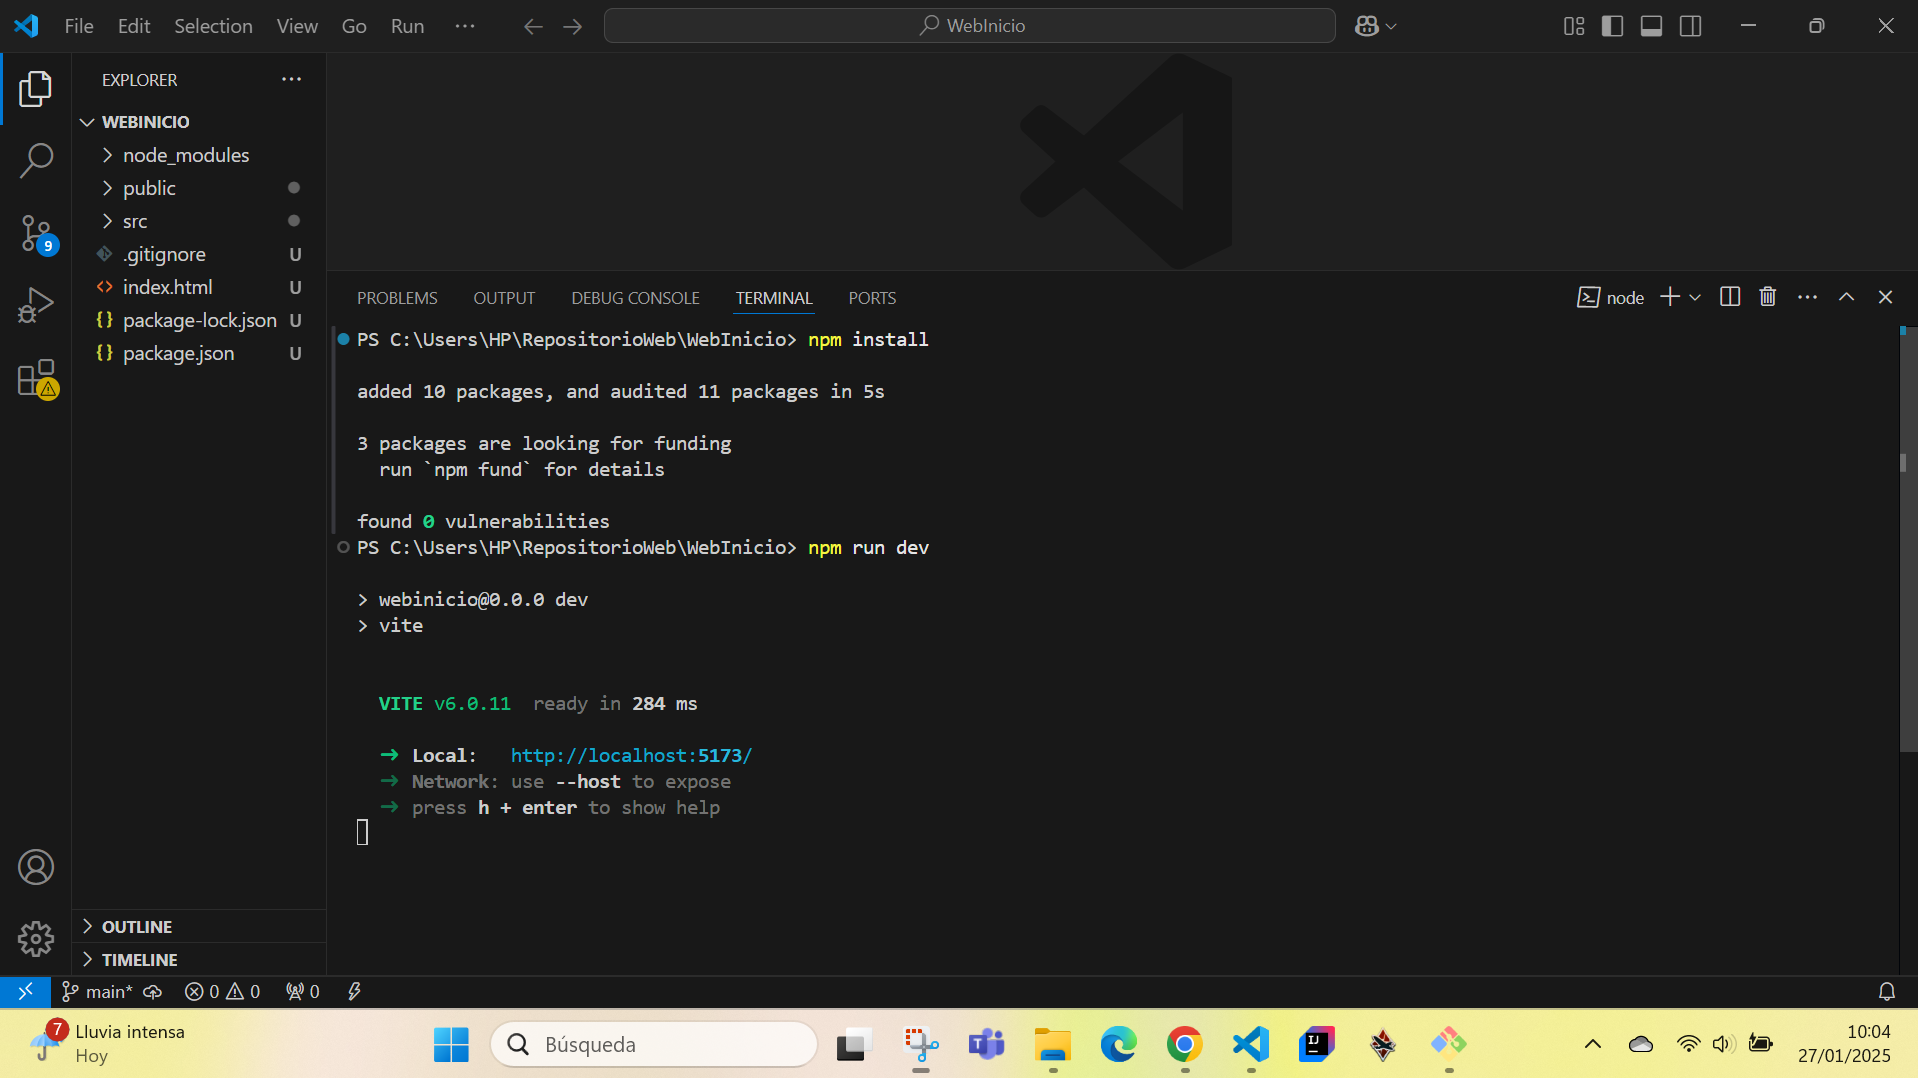 File Edit Selection View Go Run ··· WebInicio
EXPLORER ···
WEBINICIO
node_modules
public
src
.gitignore U
index.html U
package-lock.json U
package.json U
9
PROBLEMS OUTPUT DEBUG CONSOLE TERMINAL PORTS node
PS C:\Users\HP\RepositorioWeb\WebInicio> npm install
added 10 packages, and audited 11 packages in 5s
3 packages are looking for funding
run `npm fund` for details
found 0 vulnerabilities
PS C:\Users\HP\RepositorioWeb\WebInicio> npm run dev
> webinicio@0.0.0 dev
> vite
VITE v6.0.11 ready in 284 ms
➜ Local: http://localhost:5173/
➜ Network: use --host to expose
➜ press h + enter to show help
OUTLINE
TIMELINE
main* 0 0 0
7 Lluvia intensa
Hoy
Búsqueda
T
IJ
10:04
27/01/2025